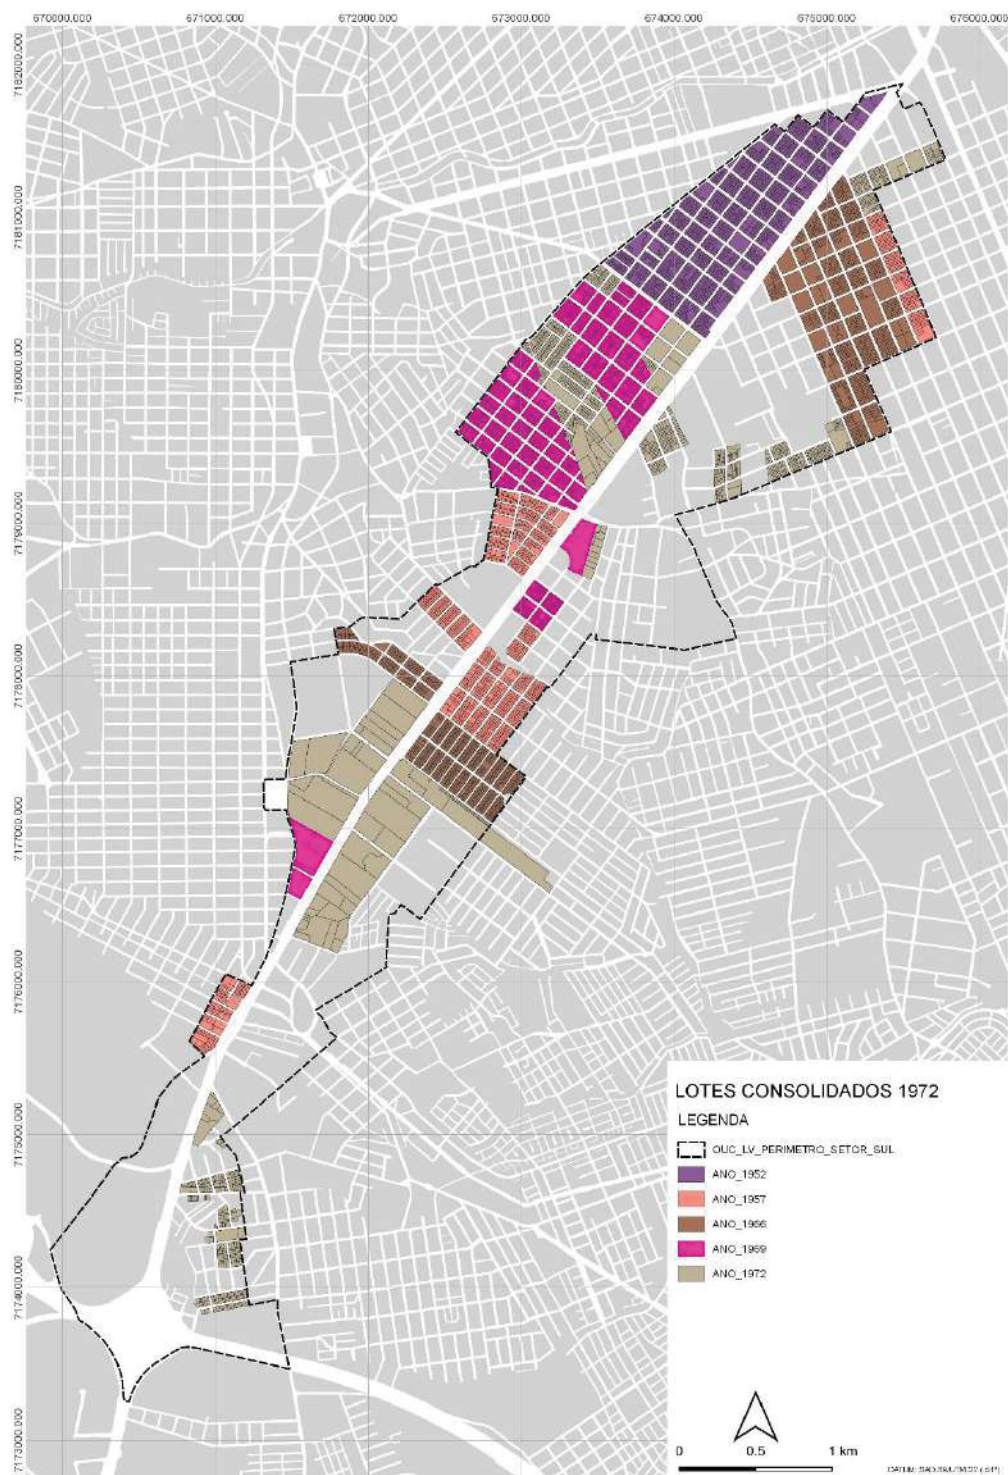 670000.000 671000.000 672000.000 673000.000 674000.000 675000.000 676000.000
7182000.000
7181000.000
7180000.000
7179000.000
7178000.000
7177000.000
7176000.000
7175000.000
7174000.000
7173000.000
LOTES CONSOLIDADOS 1972
LEGENDA
OUC_LV_PERIMETRO_SETOR_SUL
ANO_1952
ANO_1957
ANO_1966
ANO_1969
ANO_1972
0 0.5 1 km